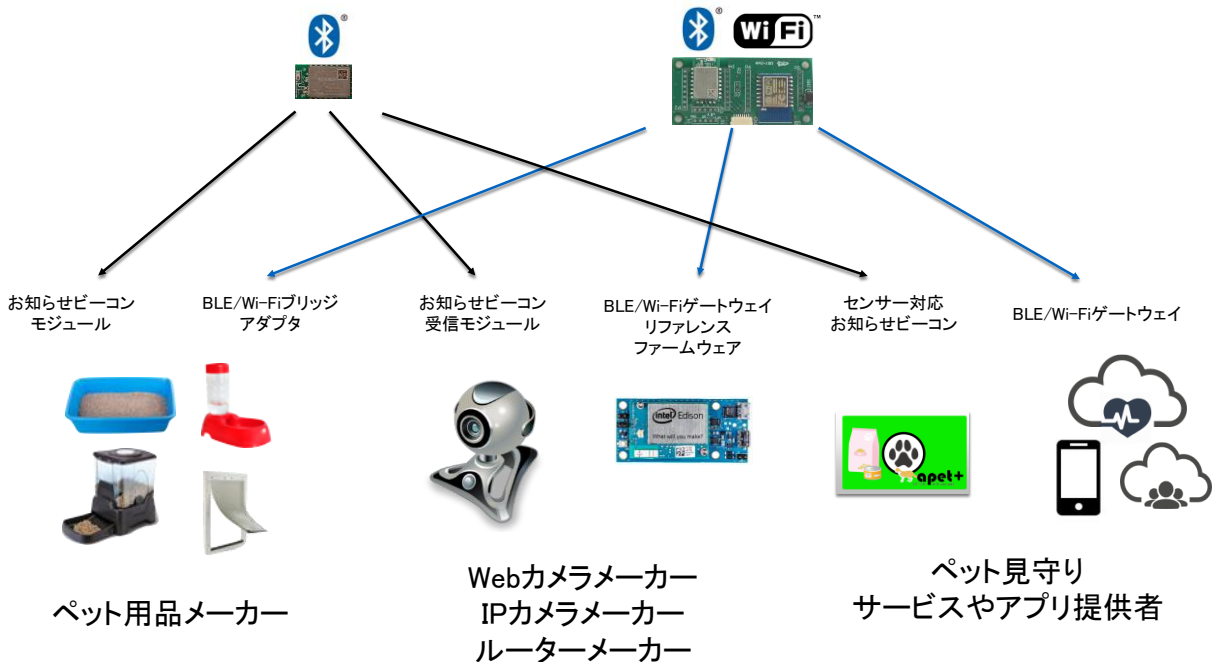 ®
®
WiFi™
お知らせビーコン
モジュール
BLE/Wi-Fiブリッジ
アダプタ
お知らせビーコン
受信モジュール
BLE/Wi-Fiゲートウェイ
リファレンス
ファームウェア
センサー対応
お知らせビーコン
BLE/Wi-Fiゲートウェイ
intel Edison
What will you make?
apet+
ペット用品メーカー
Webカメラメーカー
IPカメラメーカー
ルーターメーカー
ペット見守り
サービスやアプリ提供者